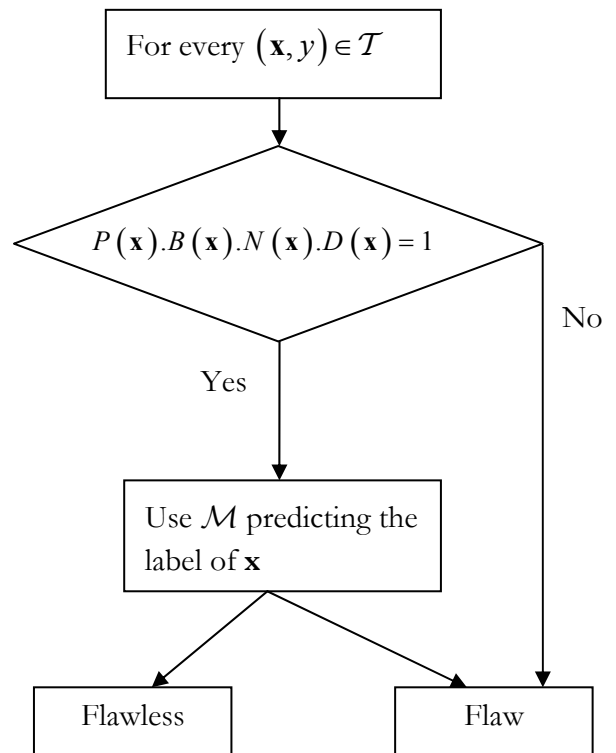 For every (𝐱, y) ∈ 𝒯
P(𝐱).B(𝐱).N(𝐱).D(𝐱) = 1
No
Yes
Use ℳ predicting the
label of 𝐱
Flawless
Flaw